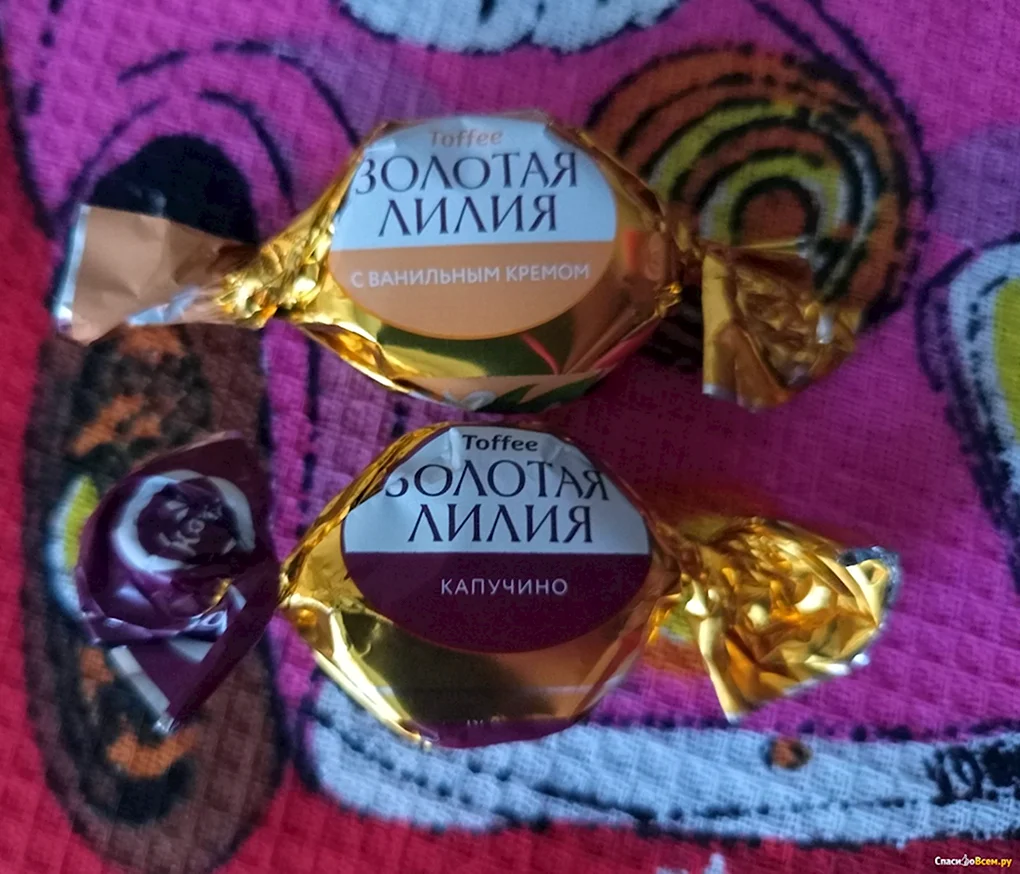 Toffee
ЗОЛОТАЯ
ЛИЛИЯ
С ВАНИЛЬНЫМ КРЕМОМ
Toffee
ЗОЛОТАЯ
ЛИЛИЯ
КАПУЧИНО
СпасибоВсем.ру